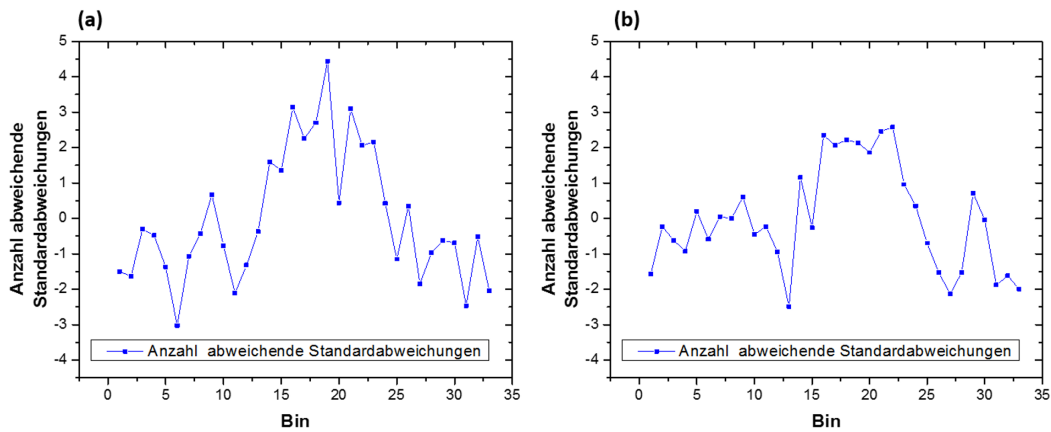 (a)
5
4
3
2
1
0
-1
-2
-3
-4
Anzahl abweichende
Standardabweichungen
Anzahl  abweichende Standardabweichungen
0 5 10 15 20 25 30 35
Bin
(b)
5
4
3
2
1
0
-1
-2
-3
-4
Anzahl abweichende
Standardabweichungen
Anzahl  abweichende Standardabweichungen
0 5 10 15 20 25 30 35
Bin